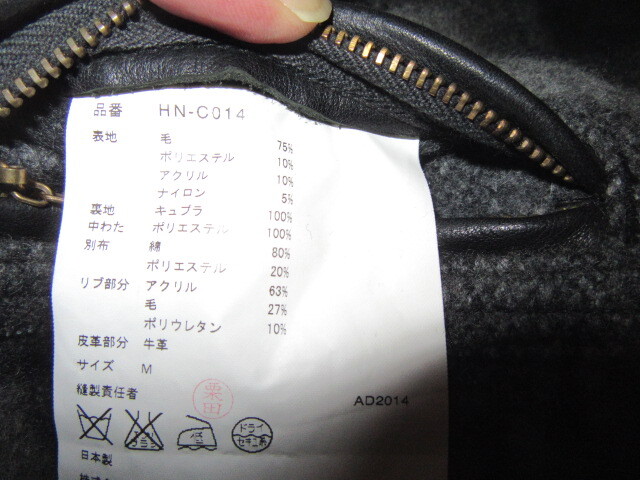 品番 HN-C014
表地 毛 75%
ポリエステル 10%
アクリル 10%
ナイロン 5%
裏地 キュプラ 100%
中わた ポリエステル 100%
別布 綿 80%
ポリエステル 20%
リブ部分 アクリル 63%
毛 27%
ポリウレタン 10%
皮革部分 牛革
サイズ M
縫製責任者 栗田
AD2014
ドライ
セキユ系
日本製